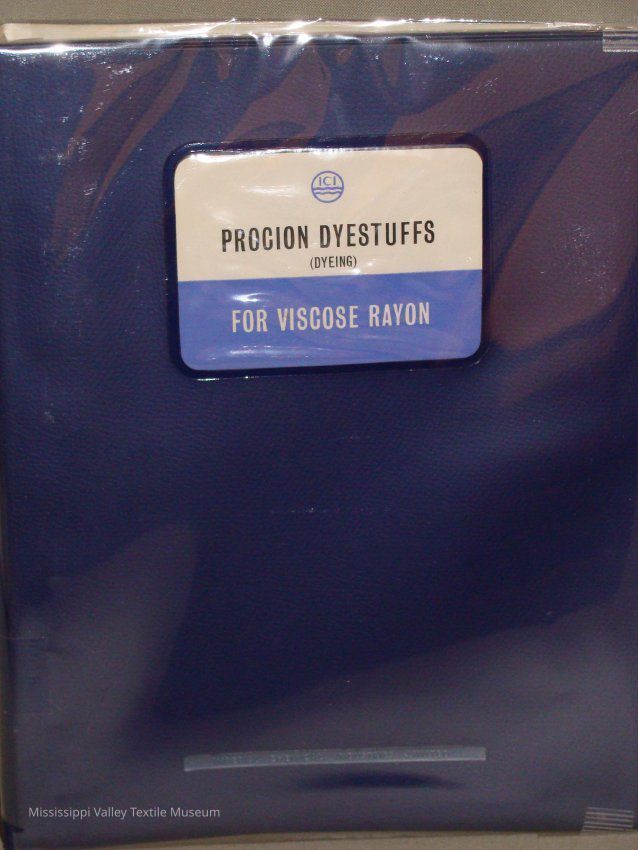 ICI
PROCION DYESTUFFS
(DYEING)
FOR VISCOSE RAYON
Mississippi Valley Textile Museum